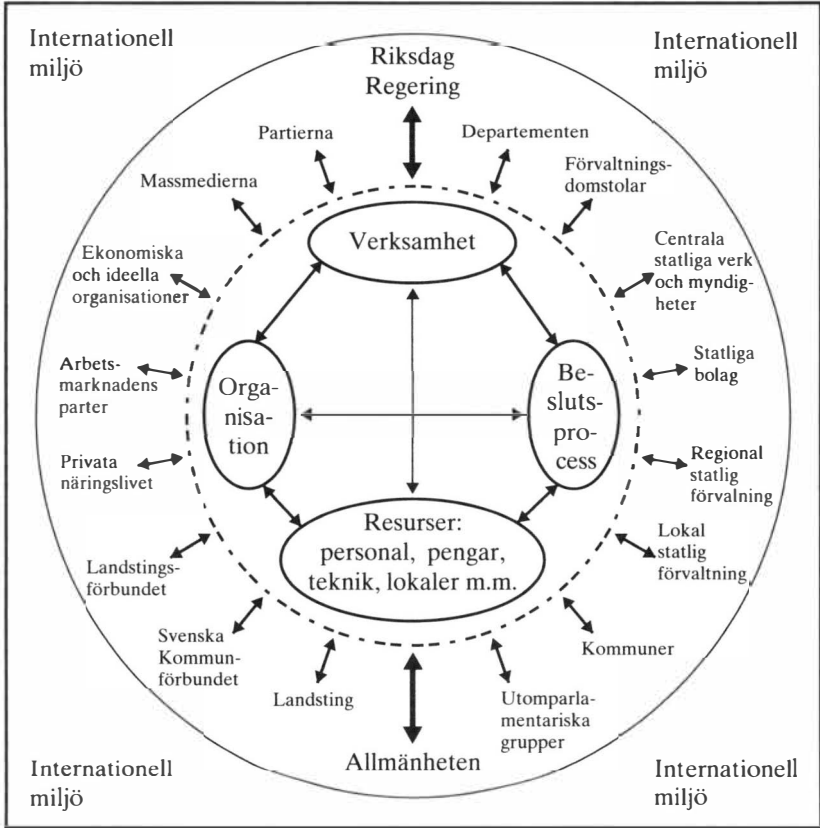 Internationell
miljö
Internationell
miljö
Riksdag
Regering
Partierna
Departementen
Massmedierna
Förvaltnings-
domstolar
Ekonomiska
och ideella
organisationer
Verksamhet
Centrala
statliga verk
och myndig-
heter
Arbets-
marknadens
parter
Orga-
nisa-
tion
Be-
sluts-
pro-
cess
Statliga
bolag
Privata
näringslivet
Regional
statlig
förvalning
Resurser:
personal, pengar,
teknik, lokaler m.m.
Landstings-
förbundet
Lokal
statlig
förvaltning
Svenska
Kommun-
förbundet
Kommuner
Landsting
Utomparla-
mentariska
grupper
Allmänheten
Internationell
miljö
Internationell
miljö